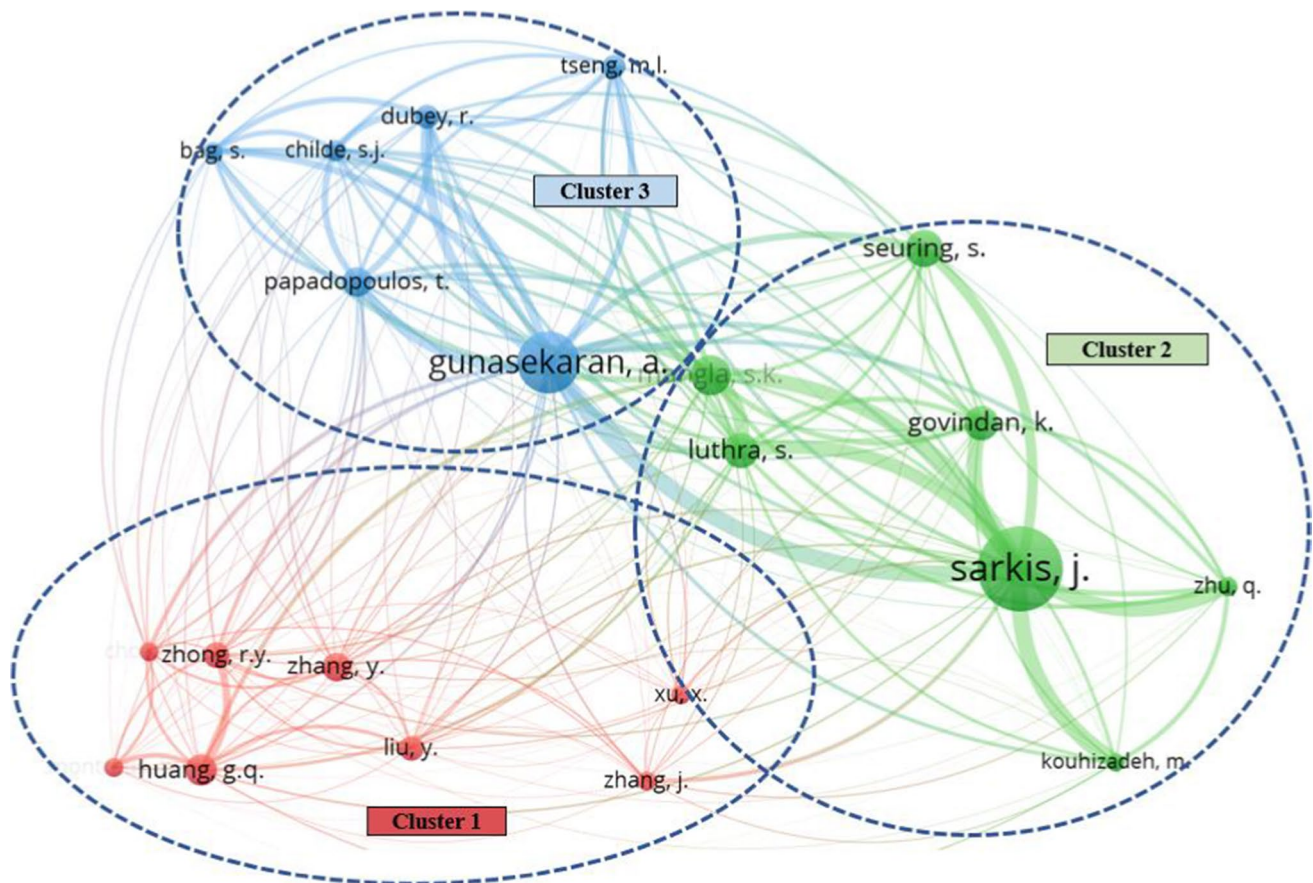 tseng, m.l.
dubey, r.
bag, s.
childe, s.j.
Cluster 3
seuring, s.
papadopoulos, t.
Cluster 2
gunasekaran, a.
mangla, s.k.
govindan, k.
luthra, s.
sarkis, j.
zhu, q.
zhong, r.y.
zhang, y.
xu, x.
liu, y.
kouhizadeh, m.
huang, g.q.
zhang, j.
Cluster 1